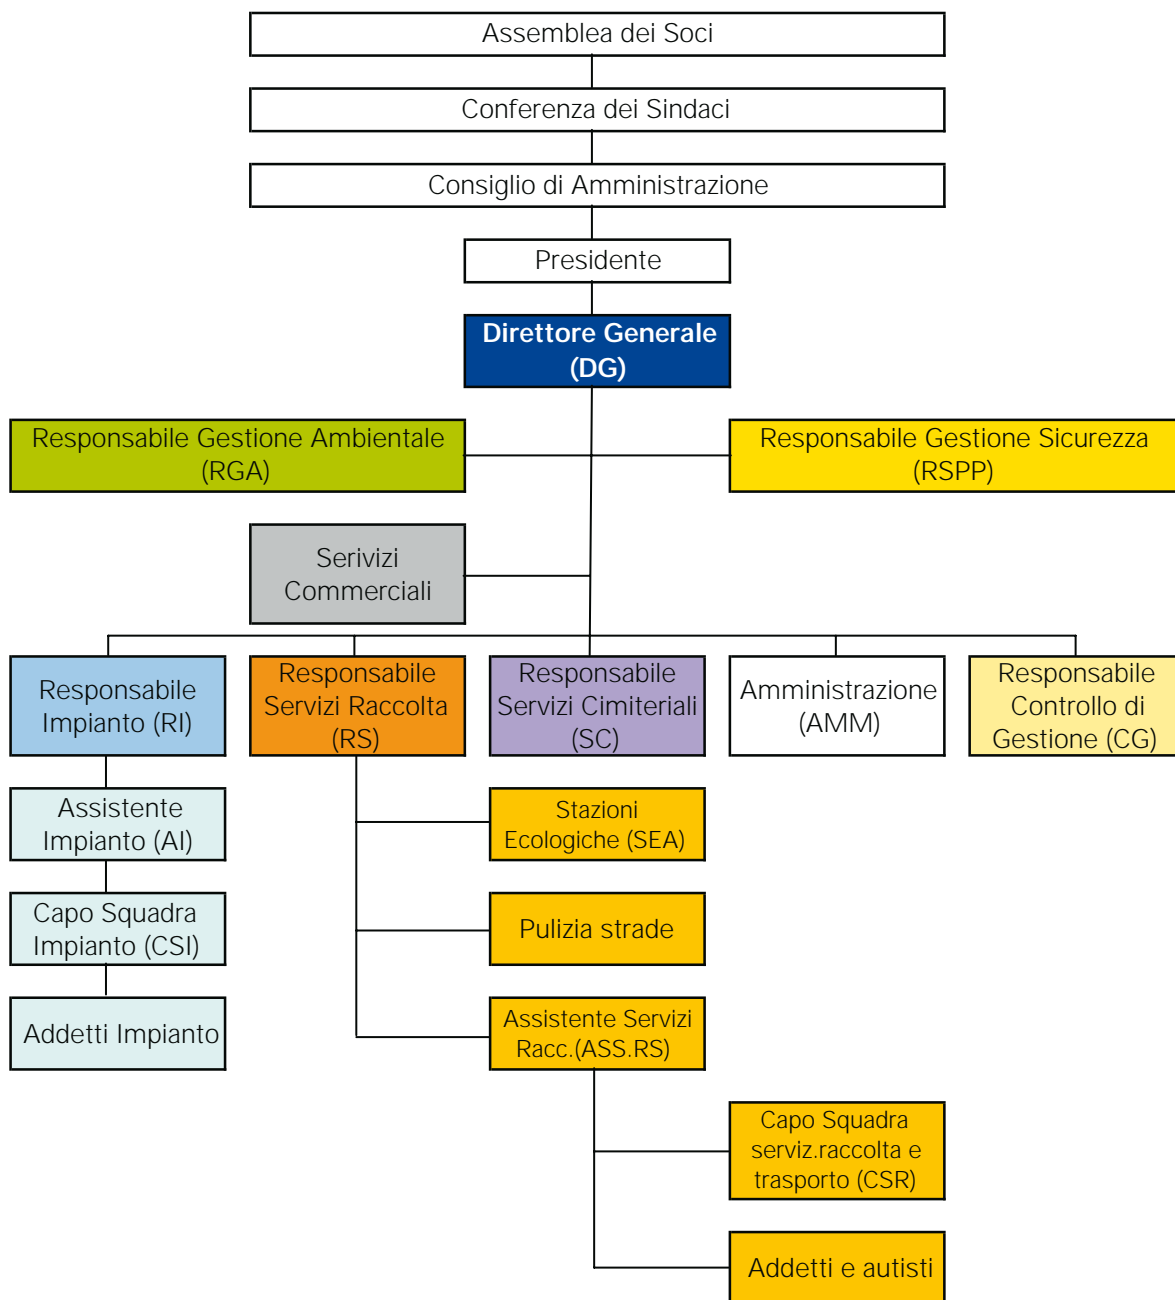 Assemblea dei Soci
Conferenza dei Sindaci
Consiglio di Amministrazione
Presidente
Direttore Generale
(DG)
Responsabile Gestione Ambientale
(RGA)
Responsabile Gestione Sicurezza
(RSPP)
Serivizi
Commerciali
Responsabile
Impianto (RI)
Responsabile
Servizi Raccolta
(RS)
Responsabile
Servizi Cimiteriali
(SC)
Amministrazione
(AMM)
Responsabile
Controllo di
Gestione (CG)
Assistente
Impianto (AI)
Stazioni
Ecologiche (SEA)
Capo Squadra
Impianto (CSI)
Pulizia strade
Addetti Impianto
Assistente Servizi
Racc.(ASS.RS)
Capo Squadra
serviz.raccolta e
trasporto (CSR)
Addetti e autisti